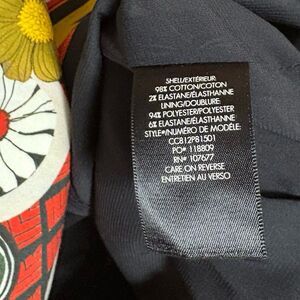 SHELL/EXTÉRIEUR:
98% COTTON/COTON
2% ELASTANE/ÉLASTHANNE
LINING/DOUBLURE:
94% POLYESTER/POLYESTER
6% ELASTANE/ÉLASTHANNE
STYLE#/NUMÉRO DE MODÈLE:
CC812P81501
PO# 118809
RN# 107677
CARE ON REVERSE
ENTRETIEN AU VERSO